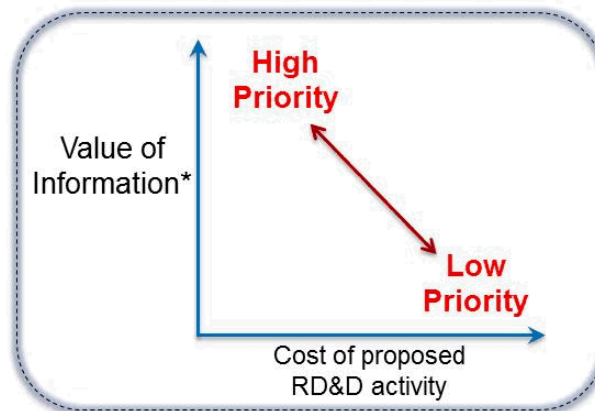 High
Priority
Value of
Information*
Low
Priority
Cost of proposed
RD&D activity